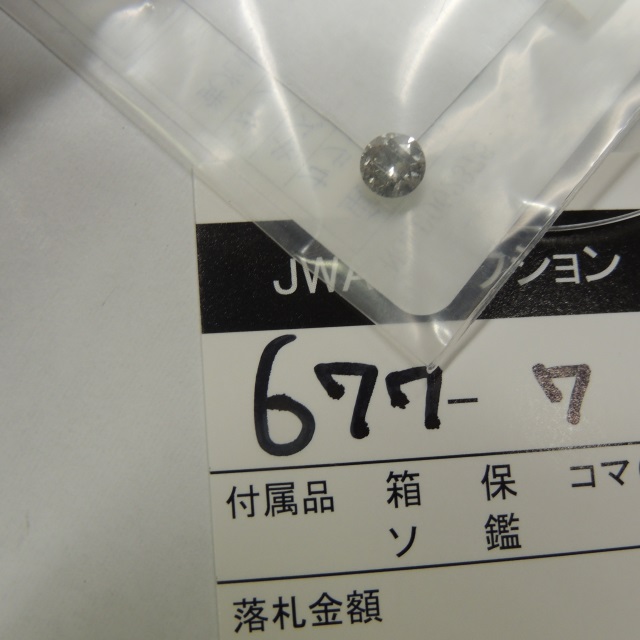 JWA クション
677-7
付属品 箱 保 コマ(
ソ 鑑
落札金額